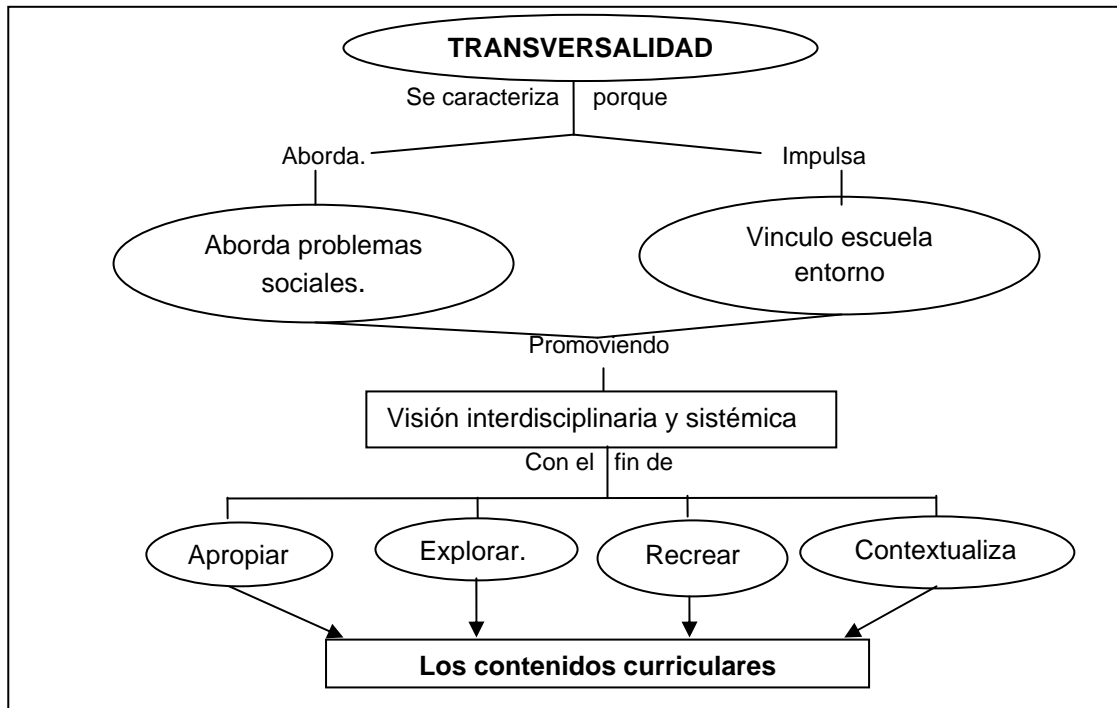 TRANSVERSALIDAD
Se caracteriza porque
Aborda.
Impulsa
Aborda problemas
sociales.
Vinculo escuela
entorno
Promoviendo
Visión interdisciplinaria y sistémica
Con el fin de
Apropiar
Explorar.
Recrear
Contextualiza
Los contenidos curriculares